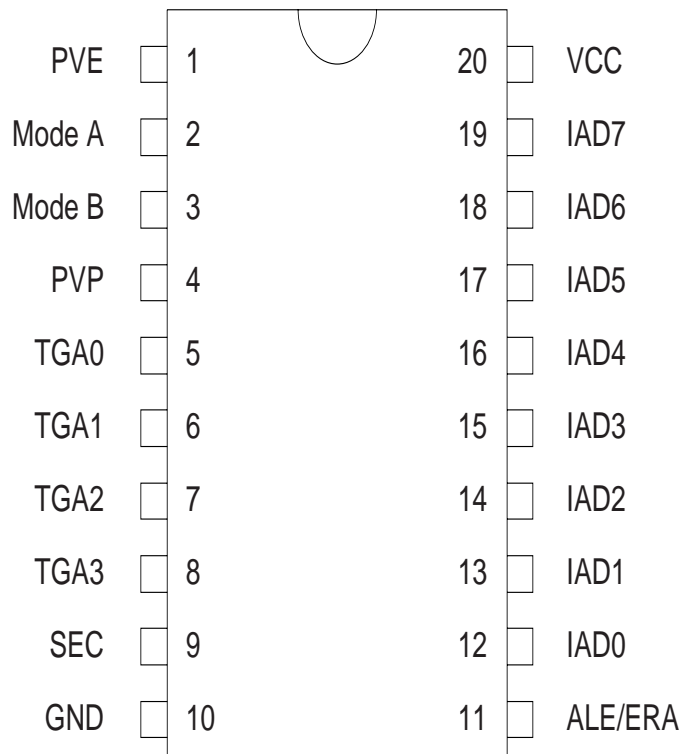 PVE 1 20 VCC
Mode A 2 19 IAD7
Mode B 3 18 IAD6
PVP 4 17 IAD5
TGA0 5 16 IAD4
TGA1 6 15 IAD3
TGA2 7 14 IAD2
TGA3 8 13 IAD1
SEC 9 12 IAD0
GND 10 11 ALE/ERA